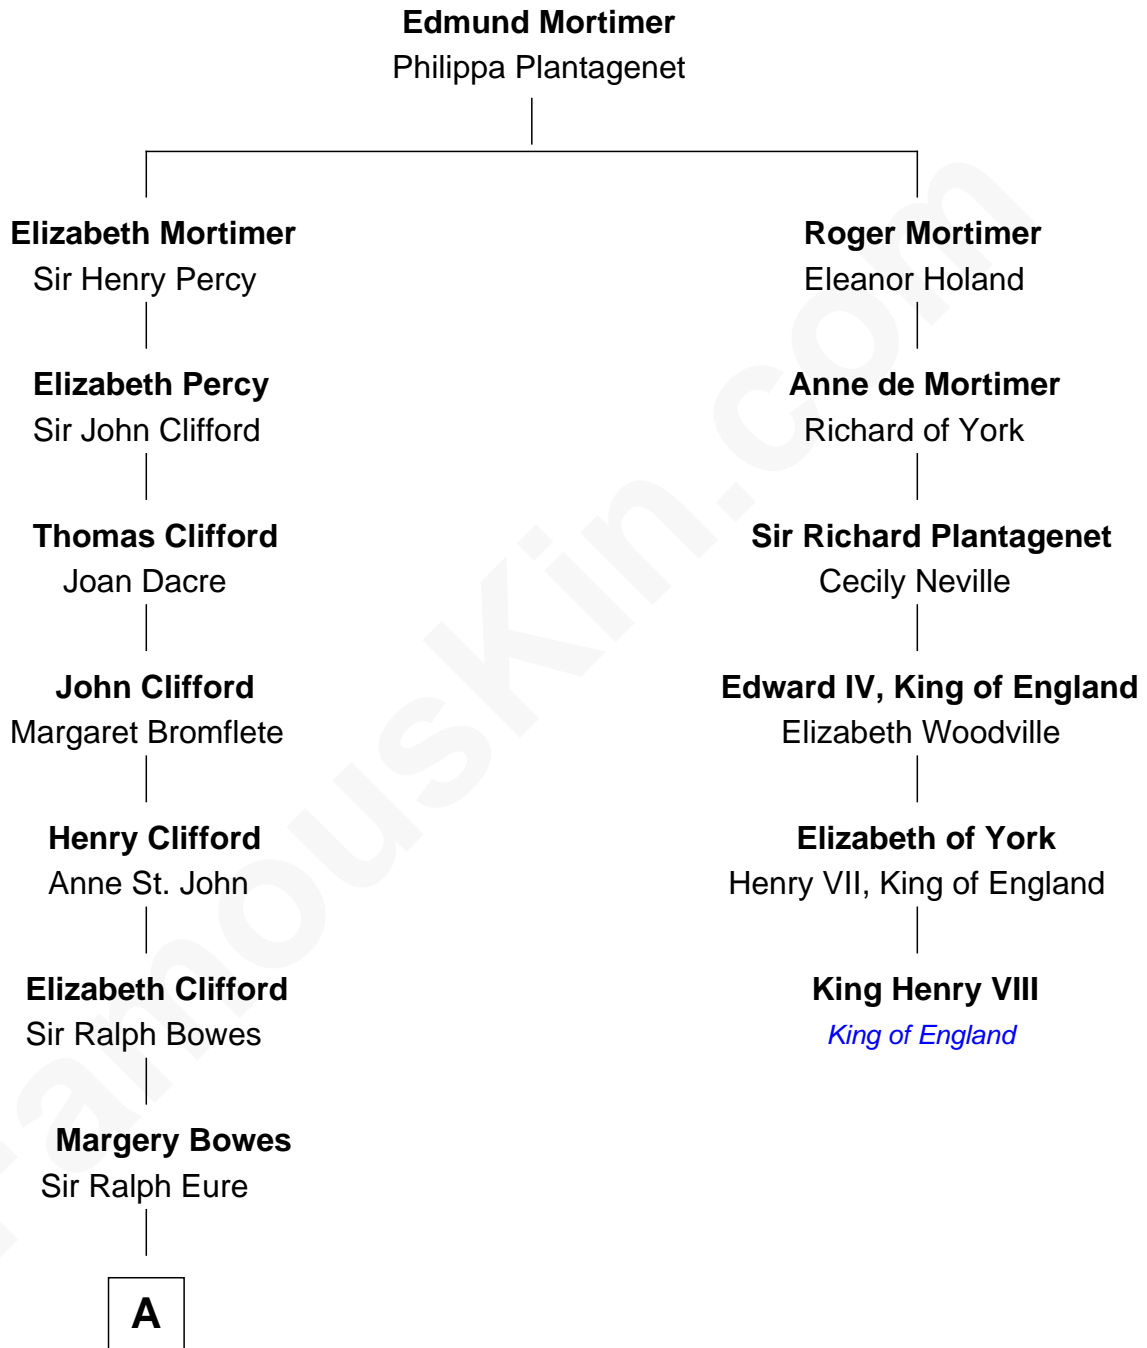 Edmund Mortimer
Philippa Plantagenet
Elizabeth Mortimer
Sir Henry Percy
Roger Mortimer
Eleanor Holand
Elizabeth Percy
Sir John Clifford
Anne de Mortimer
Richard of York
Thomas Clifford
Joan Dacre
Sir Richard Plantagenet
Cecily Neville
John Clifford
Margaret Bromflete
Edward IV, King of England
Elizabeth Woodville
Henry Clifford
Anne St. John
Elizabeth of York
Henry VII, King of England
Elizabeth Clifford
Sir Ralph Bowes
King Henry VIII
King of England
Margery Bowes
Sir Ralph Eure
A
FamousKin.com